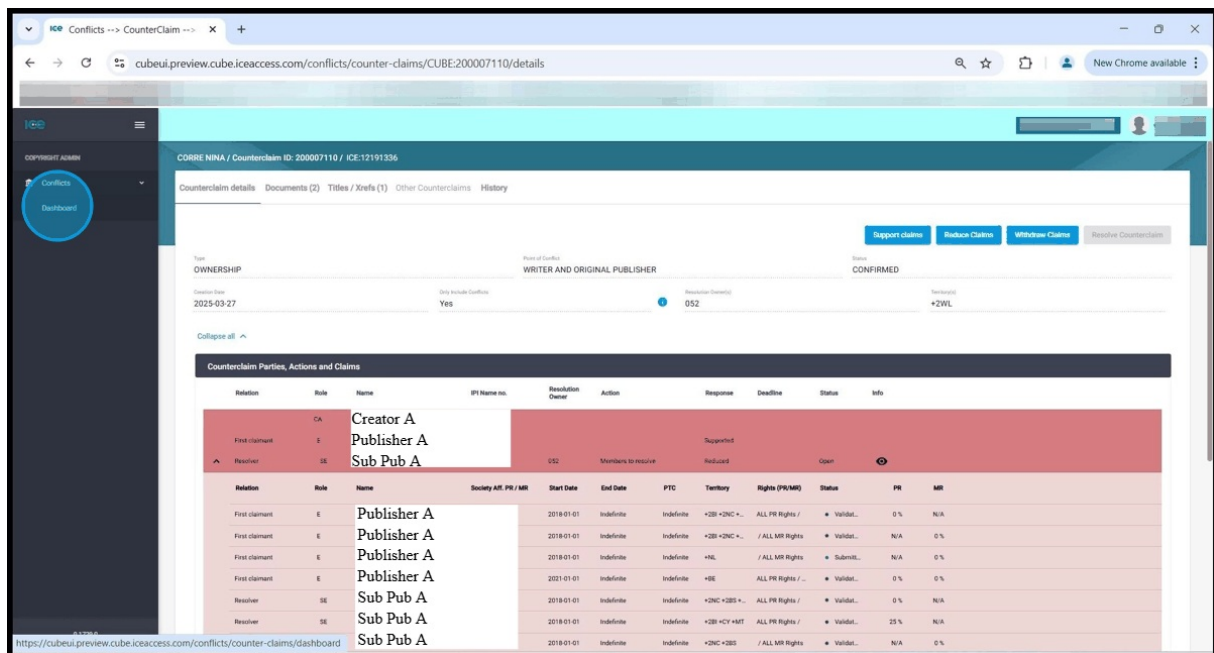 ice Conflicts --> CounterClaim -->
cubeui.preview.cube.iceaccess.com/conflicts/counter-claims/CUBE:200007110/details
New Chrome available
ice
COPYRIGHT ADMIN
Conflicts
Dashboard
CORRE NINA / Counterclaim ID: 200007110 / ICE:12191336
Counterclaim details Documents (2) Titles / Xrefs (1) Other Counterclaims History
Support claims Reduce Claims Withdraw Claims Resolve Counterclaim
Type Point of Conflict Status
OWNERSHIP WRITER AND ORIGINAL PUBLISHER CONFIRMED
Creation Date Only Include Conflicts Resolution Owner(s) Territory(s)
2025-03-27 Yes 052 +2WL
Collapse all
Counterclaim Parties, Actions and Claims
Relation Role Name IPI Name no. Resolution Owner Action Response Deadline Status Info
CA Creator A
First claimant E Publisher A Supported
Resolver SE Sub Pub A 052 Members to resolve Reduced Open
Relation Role Name Society Aff. PR / MR Start Date End Date PTC Territory Rights (PR/MR) Status PR MR
First claimant E Publisher A 2018-01-01 Indefinite Indefinite +2BI +2NC +... ALL PR Rights / Validat... 0 % N/A
First claimant E Publisher A 2018-01-01 Indefinite Indefinite +2BI +2NC +... / ALL MR Rights Validat... N/A 0 %
First claimant E Publisher A 2018-01-01 Indefinite Indefinite +NL / ALL MR Rights Submitt... N/A 0 %
First claimant E Publisher A 2021-01-01 Indefinite Indefinite +BE ALL PR Rights / ... Validat... 0 % 0 %
Resolver SE Sub Pub A 2018-01-01 Indefinite Indefinite +2NC +2BS +... ALL PR Rights / Validat... 0 % N/A
Resolver SE Sub Pub A 2018-01-01 Indefinite Indefinite +2BI +CY +MT ALL PR Rights / Validat... 25 % N/A
Resolver SE Sub Pub A 2018-01-01 Indefinite Indefinite +2NC +2BS / ALL MR Rights Validat... N/A 0 %
https://cubeui.preview.cube.iceaccess.com/conflicts/counter-claims/dashboard